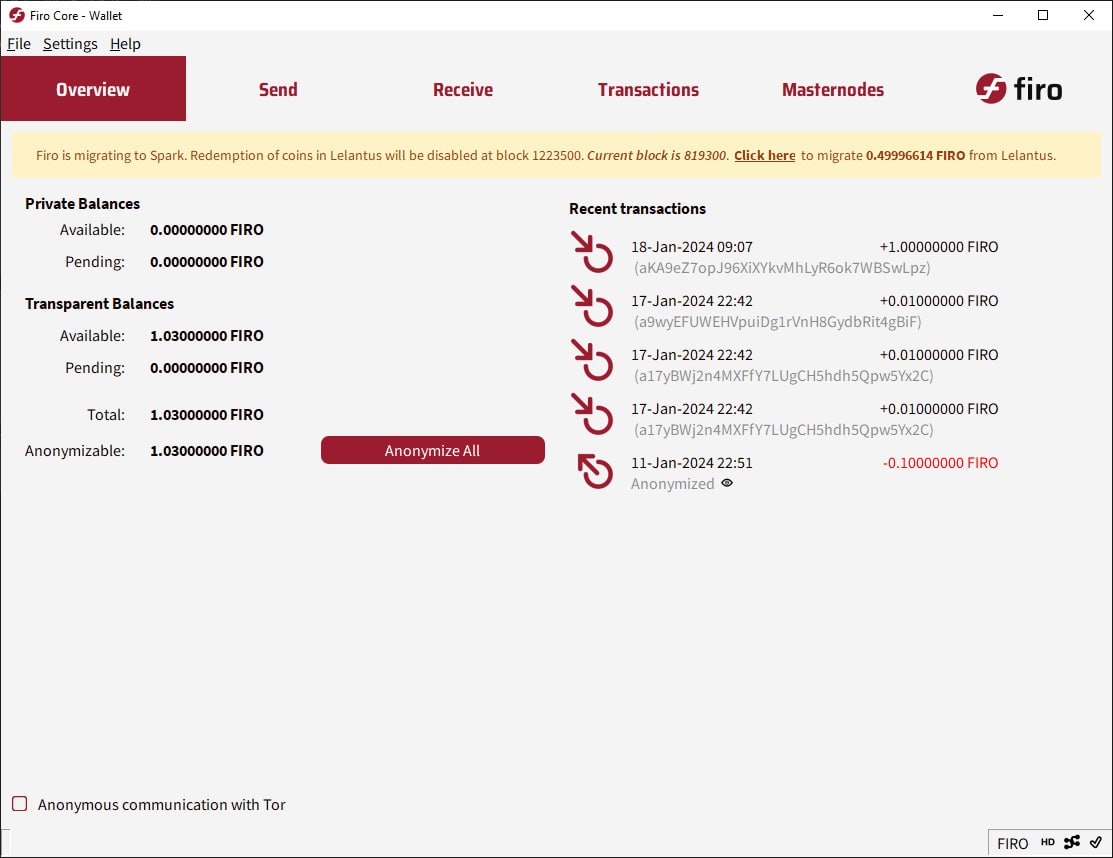 Firo Core - Wallet
File Settings Help
Overview Send Receive Transactions Masternodes firo
Firo is migrating to Spark. Redemption of coins in Lelantus will be disabled at block 1223500. Current block is 819300. Click here to migrate 0.49996614 FIRO from Lelantus.
Private Balances
Available: 0.00000000 FIRO
Pending: 0.00000000 FIRO
Transparent Balances
Available: 1.03000000 FIRO
Pending: 0.00000000 FIRO
Total: 1.03000000 FIRO
Anonymizable: 1.03000000 FIRO Anonymize All
Recent transactions
18-Jan-2024 09:07 +1.00000000 FIRO
(aKA9eZ7opJ96XiXYkvMhLyR6ok7WBSwLpz)
17-Jan-2024 22:42 +0.01000000 FIRO
(a9wyEFUWEHVpuiDg1rVnH8GydbRit4gBiF)
17-Jan-2024 22:42 +0.01000000 FIRO
(a17yBWj2n4MXFfY7LUgCH5hdh5Qpw5Yx2C)
17-Jan-2024 22:42 +0.01000000 FIRO
(a17yBWj2n4MXFfY7LUgCH5hdh5Qpw5Yx2C)
11-Jan-2024 22:51 -0.10000000 FIRO
Anonymized
Anonymous communication with Tor
FIRO HD